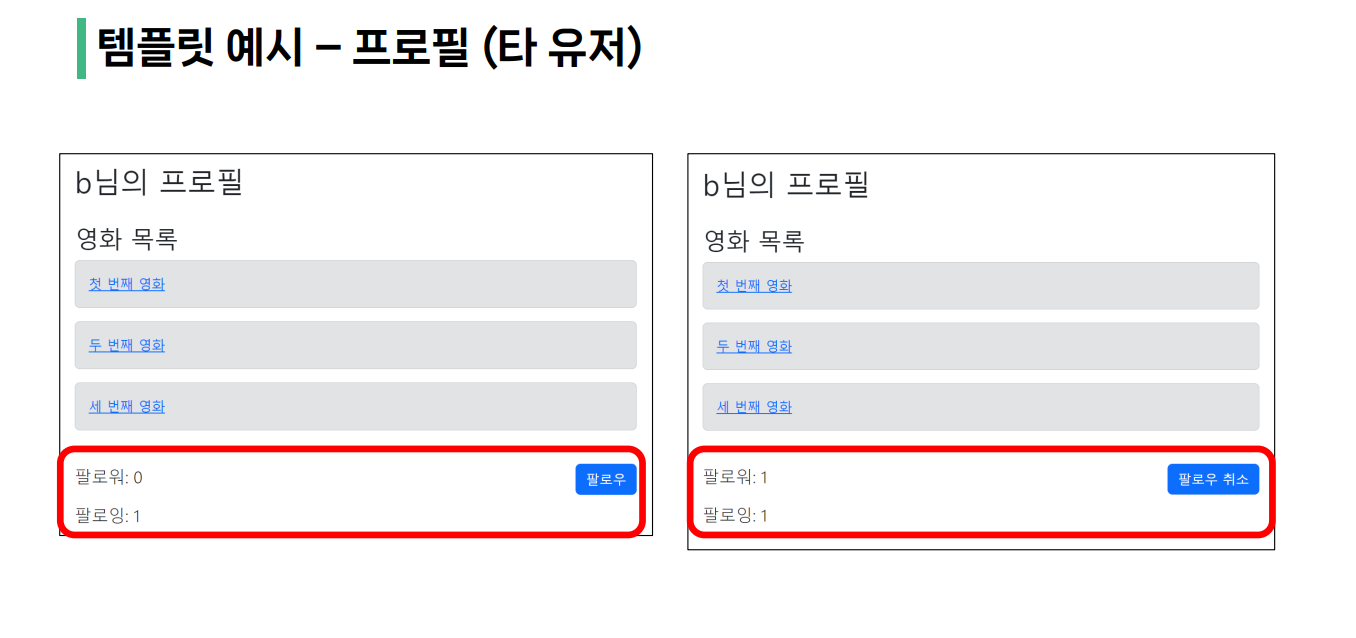 템플릿 예시 – 프로필 (타 유저)
b님의 프로필
영화 목록
첫 번째 영화
두 번째 영화
세 번째 영화
팔로워: 0
팔로우
팔로잉: 1
b님의 프로필
영화 목록
첫 번째 영화
두 번째 영화
세 번째 영화
팔로워: 1
팔로우 취소
팔로잉: 1